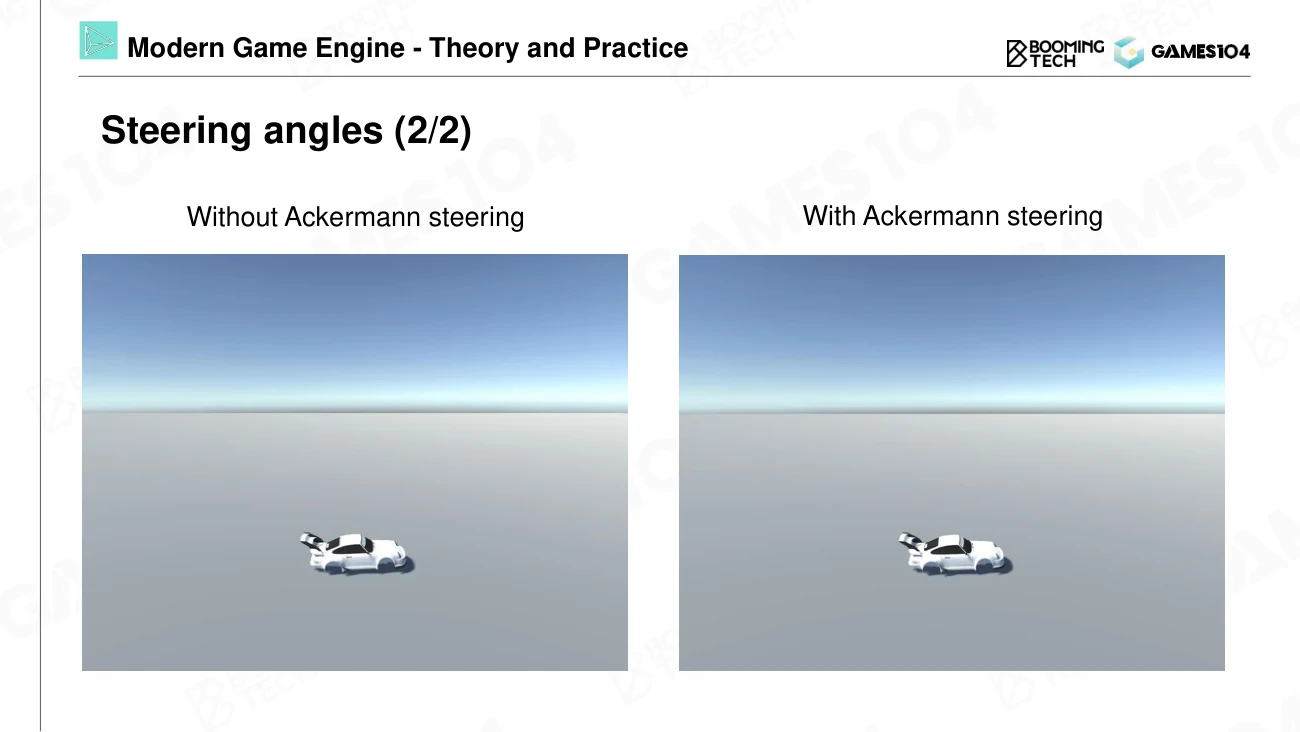 Modern Game Engine - Theory and Practice
BOOMING
TECH
GAMES104
Steering angles (2/2)
Without Ackermann steering
With Ackermann steering